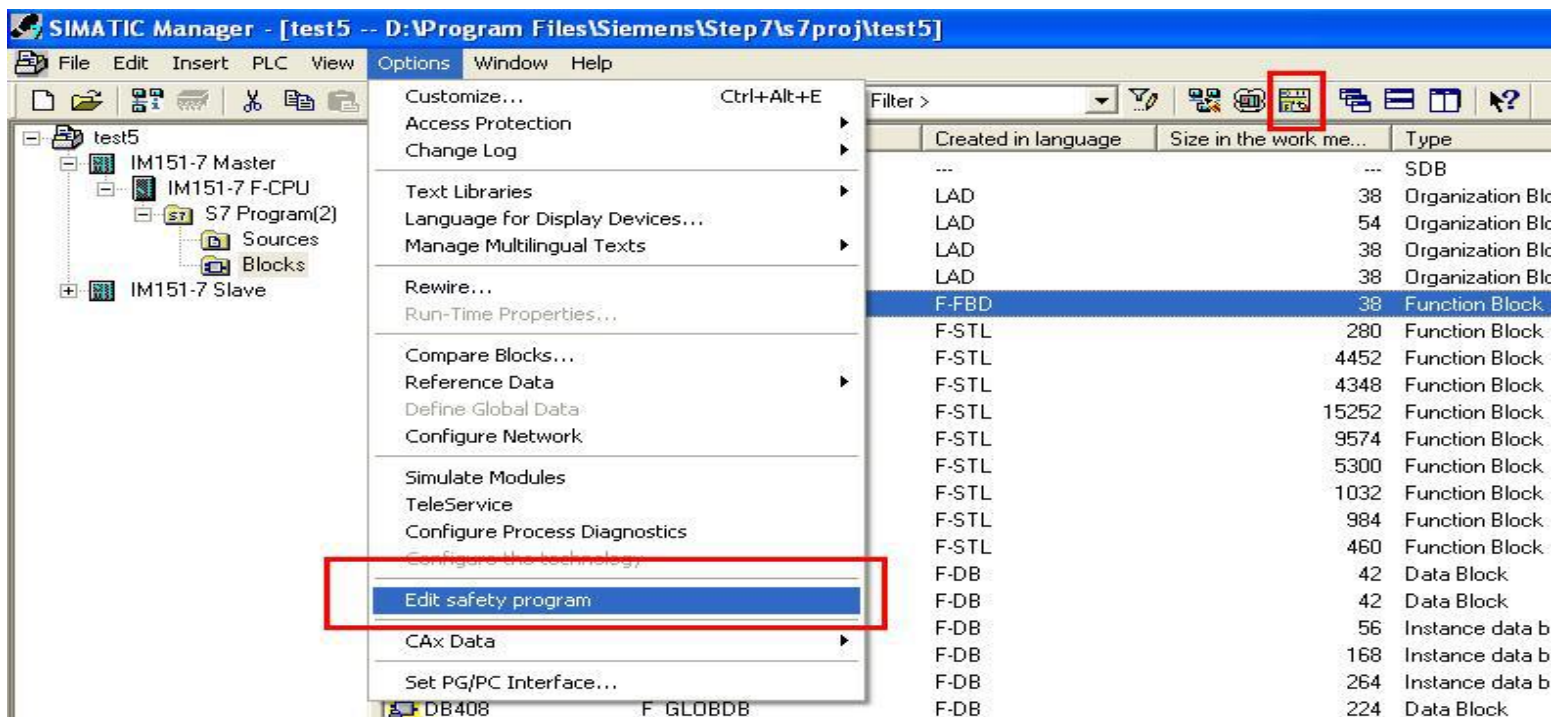 SIMATIC Manager - [test5 -- D:\Program Files\Siemens\Step7\s7proj\test5]
File Edit Insert PLC View Options Window Help
Customize... Ctrl+Alt+E
Access Protection
Change Log
Text Libraries
Language for Display Devices...
Manage Multilingual Texts
Rewire...
Run-Time Properties...
Compare Blocks...
Reference Data
Define Global Data
Configure Network
Simulate Modules
TeleService
Configure Process Diagnostics
Configure the technology
Edit safety program
CAx Data
Set PG/PC Interface...
Filter >
test5
IM151-7 Master
IM151-7 F-CPU
S7 Program(2)
Sources
Blocks
IM151-7 Slave
Created in language Size in the work me... Type
--- --- SDB
LAD 38 Organization Blo
LAD 54 Organization Blo
LAD 38 Organization Blo
LAD 38 Organization Blo
F-FBD 38 Function Block
F-STL 280 Function Block
F-STL 4452 Function Block
F-STL 4348 Function Block
F-STL 15252 Function Block
F-STL 9574 Function Block
F-STL 5300 Function Block
F-STL 1032 Function Block
F-STL 984 Function Block
F-STL 460 Function Block
F-DB 42 Data Block
F-DB 42 Data Block
F-DB 56 Instance data b
F-DB 168 Instance data b
F-DB 264 Instance data b
DB408 F_GLOBDB F-DB 224 Data Block